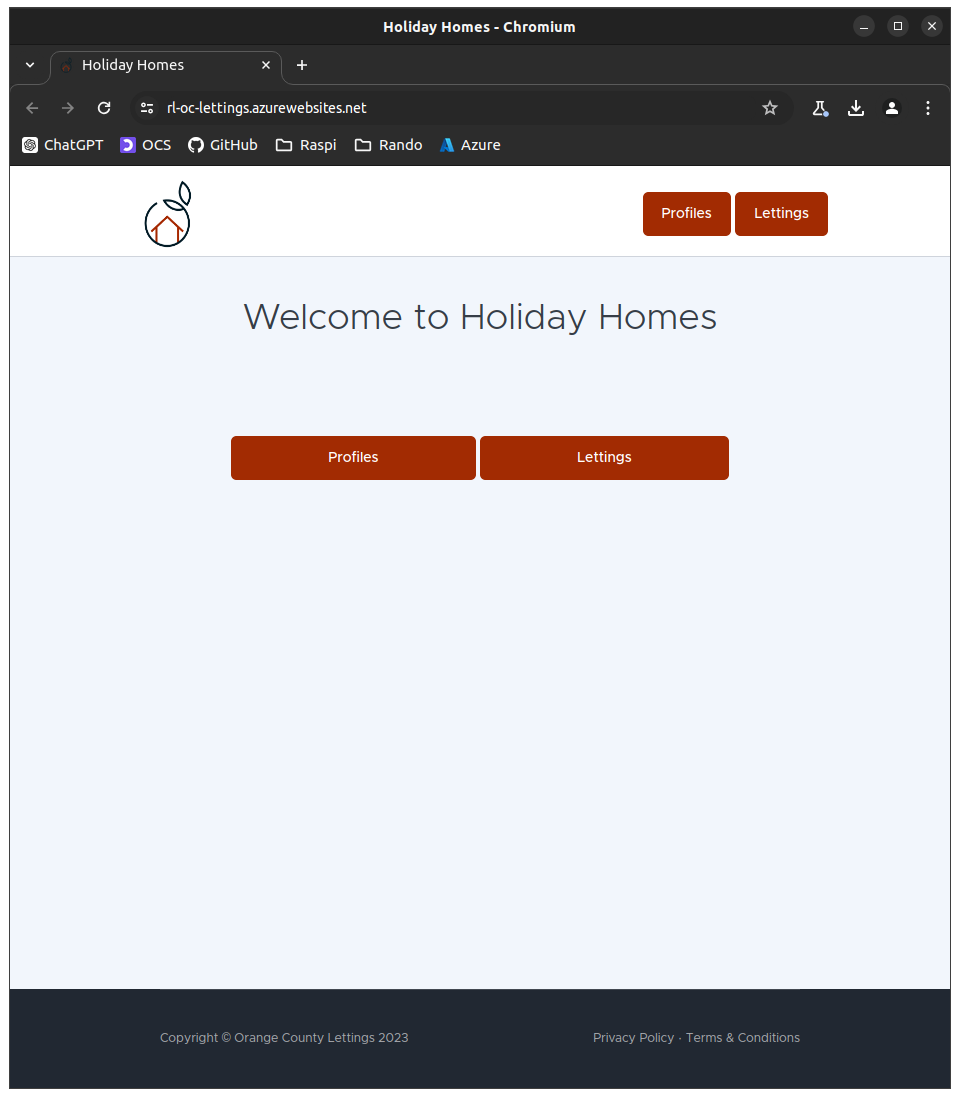 Holiday Homes - Chromium
Holiday Homes
rl-oc-lettings.azurewebsites.net
ChatGPT OCS GitHub Raspi Rando Azure
Profiles Lettings
Welcome to Holiday Homes
Profiles Lettings
Copyright © Orange County Lettings 2023 Privacy Policy · Terms & Conditions